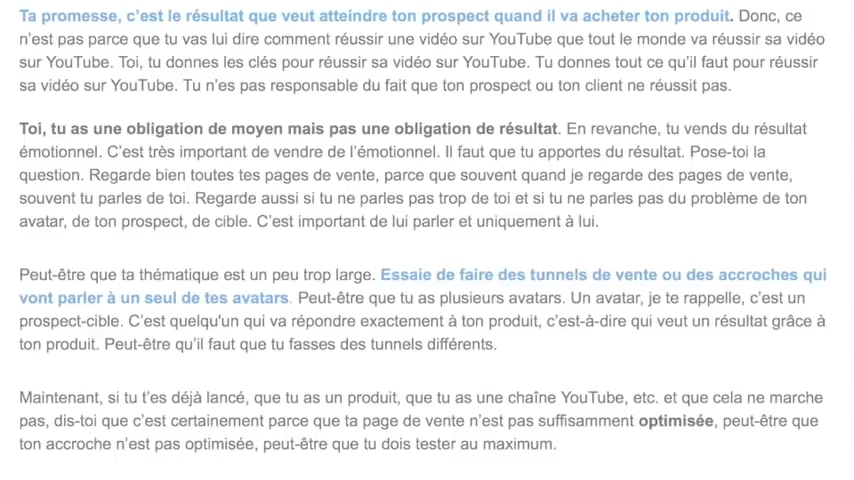 Ta promesse, c’est le résultat que veut atteindre ton prospect quand il va acheter ton produit. Donc, ce
n’est pas parce que tu vas lui dire comment réussir une vidéo sur YouTube que tout le monde va réussir sa vidéo
sur YouTube. Toi, tu donnes les clés pour réussir sa vidéo sur YouTube. Tu donnes tout ce qu’il faut pour réussir
sa vidéo sur YouTube. Tu n’es pas responsable du fait que ton prospect ou ton client ne réussit pas.
Toi, tu as une obligation de moyen mais pas une obligation de résultat. En revanche, tu vends du résultat
émotionnel. C’est très important de vendre de l’émotionnel. Il faut que tu apportes du résultat. Pose-toi la
question. Regarde bien toutes tes pages de vente, parce que souvent quand je regarde des pages de vente,
souvent tu parles de toi. Regarde aussi si tu ne parles pas trop de toi et si tu ne parles pas du problème de ton
avatar, de ton prospect, de cible. C’est important de lui parler et uniquement à lui.
Peut-être que ta thématique est un peu trop large. Essaie de faire des tunnels de vente ou des accroches qui
vont parler à un seul de tes avatars. Peut-être que tu as plusieurs avatars. Un avatar, je te rappelle, c’est un
prospect-cible. C’est quelqu'un qui va répondre exactement à ton produit, c’est-à-dire qui veut un résultat grâce à
ton produit. Peut-être qu’il faut que tu fasses des tunnels différents.
Maintenant, si tu t’es déjà lancé, que tu as un produit, que tu as une chaîne YouTube, etc. et que cela ne marche
pas, dis-toi que c’est certainement parce que ta page de vente n’est pas suffisamment optimisée, peut-être que
ton accroche n’est pas optimisée, peut-être que tu dois tester au maximum.